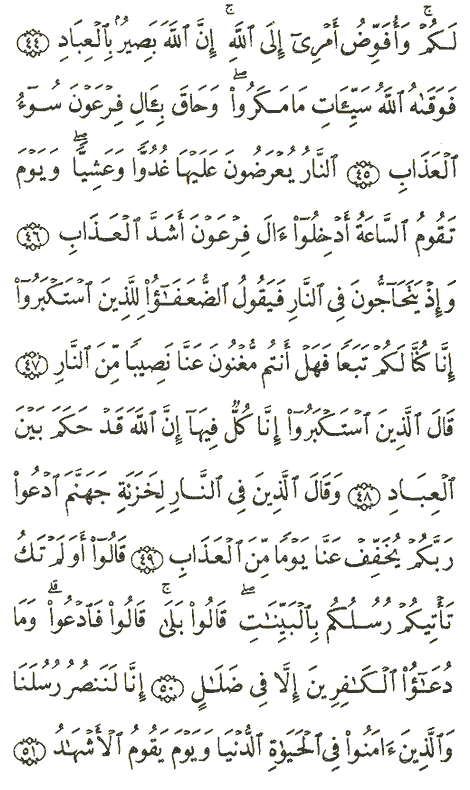 لَكُمْۚ وَأُفَوِّضُ أَمْرِىٓ إِلَى ٱللَّهِۚ إِنَّ ٱللَّهَ بَصِيرُۢ بِٱلْعِبَادِ ۝٤٤
فَوَقَىٰهُ ٱللَّهُ سَيِّـَٔاتِ مَا مَكَرُوا۟ۖ وَحَاقَ بِـَٔالِ فِرْعَوْنَ سُوٓءُ
ٱلْعَذَابِ ۝٤٥ ٱلنَّارُ يُعْرَضُونَ عَلَيْهَا غُدُوًّا وَعَشِيًّاۖ وَيَوْمَ
تَقُومُ ٱلسَّاعَةُ أَدْخِلُوٓا۟ ءَالَ فِرْعَوْنَ أَشَدَّ ٱلْعَذَابِ ۝٤٦
وَإِذْ يَتَحَآجُّونَ فِى ٱلنَّارِ فَيَقُولُ ٱلضُّعَفَـٰٓؤُا۟ لِلَّذِينَ ٱسْتَكْبَرُوٓا۟
إِنَّا كُنَّا لَكُمْ تَبَعًا فَهَلْ أَنتُم مُّغْنُونَ عَنَّا نَصِيبًا مِّنَ ٱلنَّارِ ۝٤٧
قَالَ ٱلَّذِينَ ٱسْتَكْبَرُوٓا۟ إِنَّا كُلٌّ فِيهَآ إِنَّ ٱللَّهَ قَدْ حَكَمَ بَيْنَ
ٱلْعِبَادِ ۝٤٨ وَقَالَ ٱلَّذِينَ فِى ٱلنَّارِ لِخَزَنَةِ جَهَنَّمَ ٱدْعُوا۟
رَبَّكُمْ يُخَفِّفْ عَنَّا يَوْمًا مِّنَ ٱلْعَذَابِ ۝٤٩ قَالُوٓا۟ أَوَلَمْ تَكُ
تَأْتِيكُمْ رُسُلُكُم بِٱلْبَيِّنَـٰتِۖ قَالُوا۟ بَلَىٰۚ قَالُوا۟ فَٱدْعُوا۟ۗ وَمَا
دُعَـٰٓؤُا۟ ٱلْكَـٰفِرِينَ إِلَّا فِى ضَلَـٰلٍ ۝٥٠ إِنَّا لَنَنصُرُ رُسُلَنَا
وَٱلَّذِينَ ءَامَنُوا۟ فِى ٱلْحَيَوٰةِ ٱلدُّنْيَا وَيَوْمَ يَقُومُ ٱلْأَشْهَـٰدُ ۝٥١